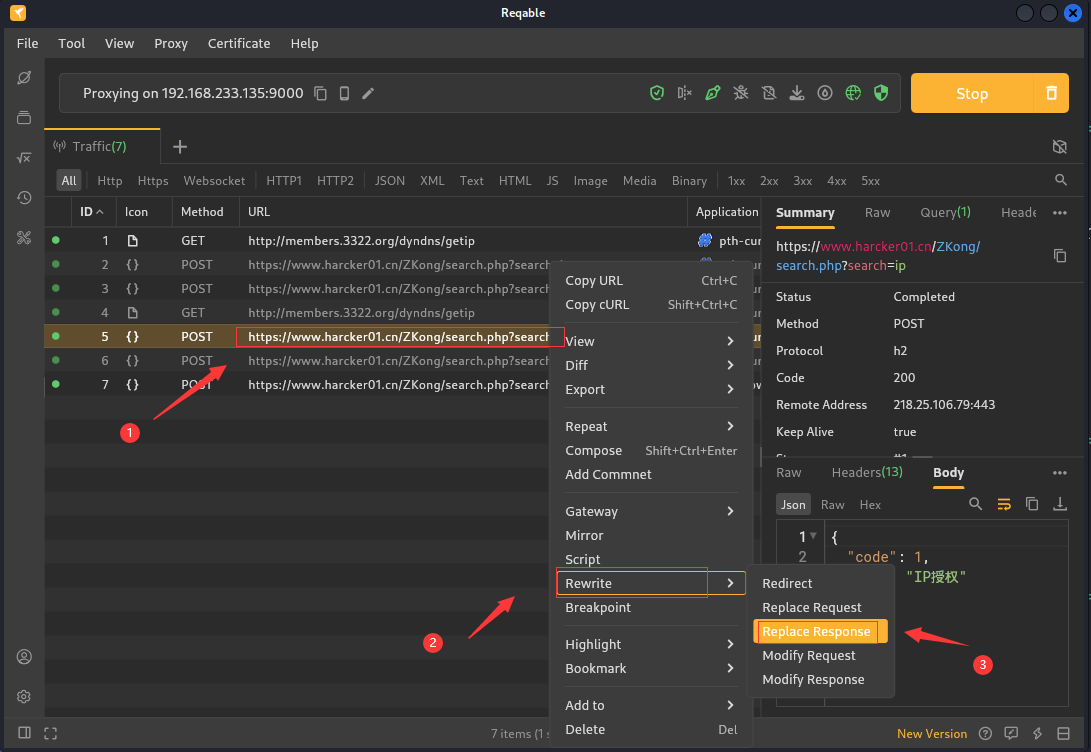 Reqable
File Tool View Proxy Certificate Help
Proxying on 192.168.233.135:9000
Stop
Traffic(7)
All Http Https Websocket HTTP1 HTTP2 JSON XML Text HTML JS Image Media Binary 1xx 2xx 3xx 4xx 5xx
ID Icon Method URL Application
1 GET http://members.3322.org/dyndns/getip pth-cur
2 { } POST https://www.harcker01.cn/ZKong/search.php?search
3 { } POST https://www.harcker01.cn/ZKong/search.php?search
4 GET http://members.3322.org/dyndns/getip
5 { } POST https://www.harcker01.cn/ZKong/search.php?search
6 { } POST https://www.harcker01.cn/ZKong/search.php?search
7 { } POST https://www.harcker01.cn/ZKong/search.php?search
1
2
3
Copy URL Ctrl+C
Copy cURL Shift+Ctrl+C
View
Diff
Export
Repeat
Compose Shift+Ctrl+Enter
Add Commnet
Gateway
Mirror
Script
Rewrite
Breakpoint
Highlight
Bookmark
Add to
Delete Del
Redirect
Replace Request
Replace Response
Modify Request
Modify Response
Summary Raw Query(1) Heade
https://www.harcker01.cn/ZKong/
search.php?search=ip
Status Completed
Method POST
Protocol h2
Code 200
Remote Address 218.25.106.79:443
Keep Alive true
Raw Headers(13) Body
Json Raw Hex
1 {
2 "code": 1,
"IP授权"
7 items (1 s
New Version